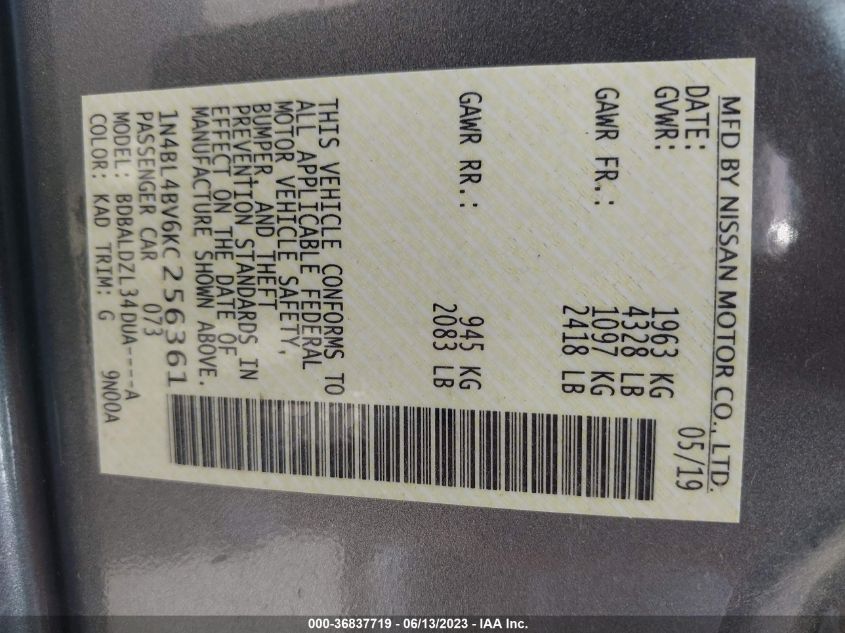 MFD BY NISSAN MOTOR CO., LTD.
DATE: 05/19
GVWR: 1963 KG
4328 LB
GAWR FR.: 1097 KG
2418 LB
GAWR RR.: 945 KG
2083 LB
THIS VEHICLE CONFORMS TO
ALL APPLICABLE FEDERAL
MOTOR VEHICLE SAFETY,
BUMPER, AND THEFT
PREVENTION STANDARDS IN
EFFECT ON THE DATE OF
MANUFACTURE SHOWN ABOVE.
1N4BL4BV6KC256361
PASSENGER CAR 073
MODEL: BDBALDZL34DUA----A
COLOR: KAD TRIM: G 9N00A
000-36837719 - 06/13/2023 - IAA Inc.